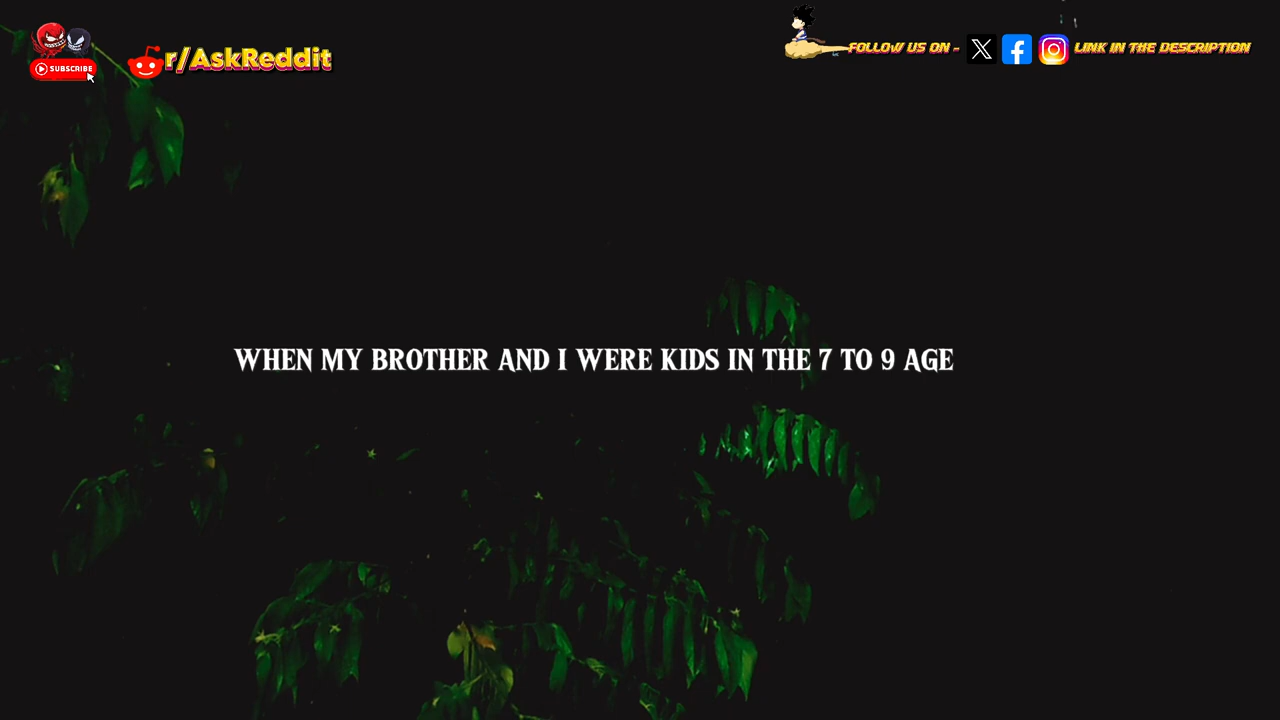 SUBSCRIBE
r/AskReddit
FOLLOW US ON -
LINK IN THE DESCRIPTION
WHEN MY BROTHER AND I WERE KIDS IN THE 7 TO 9 AGE